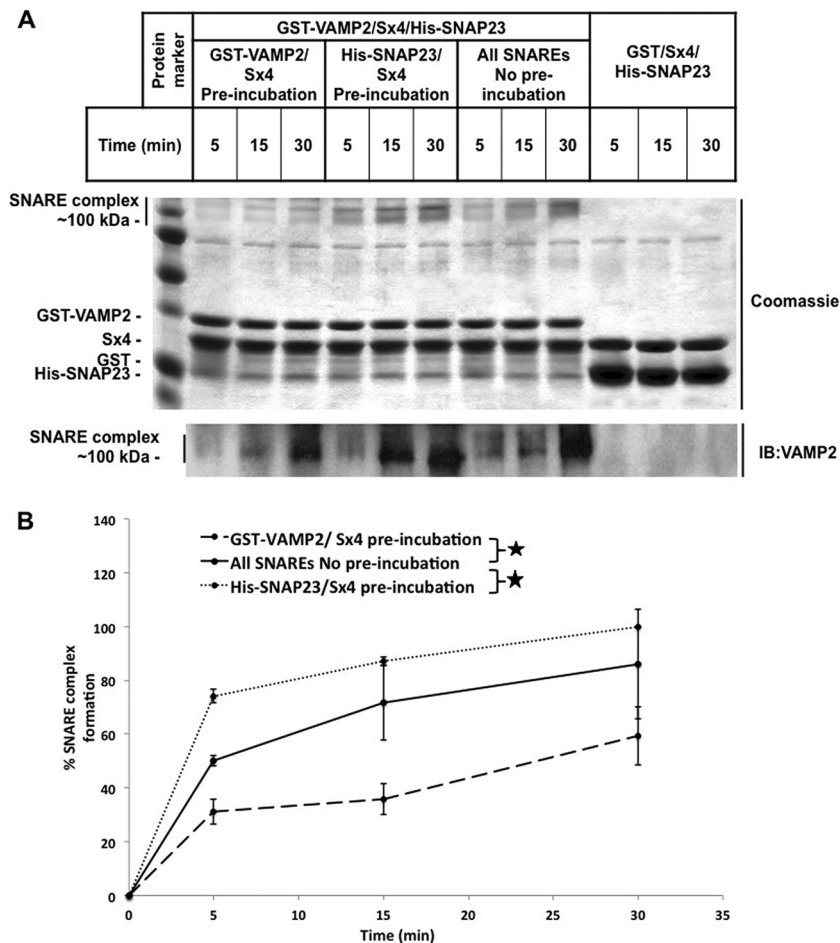 A
Protein marker
GST-VAMP2/Sx4/His-SNAP23
GST-VAMP2/
Sx4
Pre-incubation
His-SNAP23/
Sx4
Pre-incubation
All SNAREs
No pre-
incubation
GST/Sx4/
His-SNAP23
Time (min) 5 15 30 5 15 30 5 15 30 5 15 30
SNARE complex
~100 kDa -
GST-VAMP2 -
Sx4 -
GST -
His-SNAP23 -
Coomassie
SNARE complex
~100 kDa -
IB:VAMP2
B
GST-VAMP2/ Sx4 pre-incubation
All SNAREs No pre-incubation
His-SNAP23/Sx4 pre-incubation
% SNARE complex
formation
140
120
100
80
60
40
20
0
0 5 10 15 20 25 30 35
Time (min)